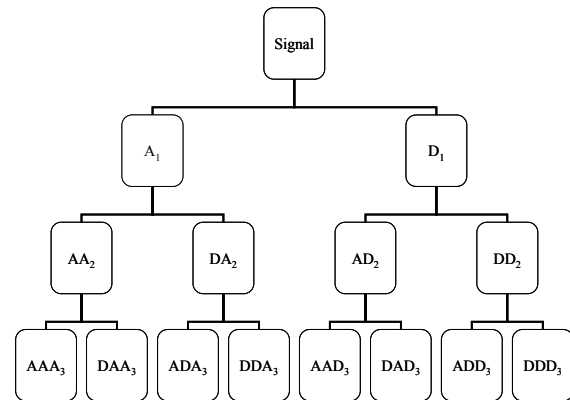 Signal
A₁
D₁
AA₂
DA₂
AD₂
DD₂
AAA₃
DAA₃
ADA₃
DDA₃
AAD₃
DAD₃
ADD₃
DDD₃